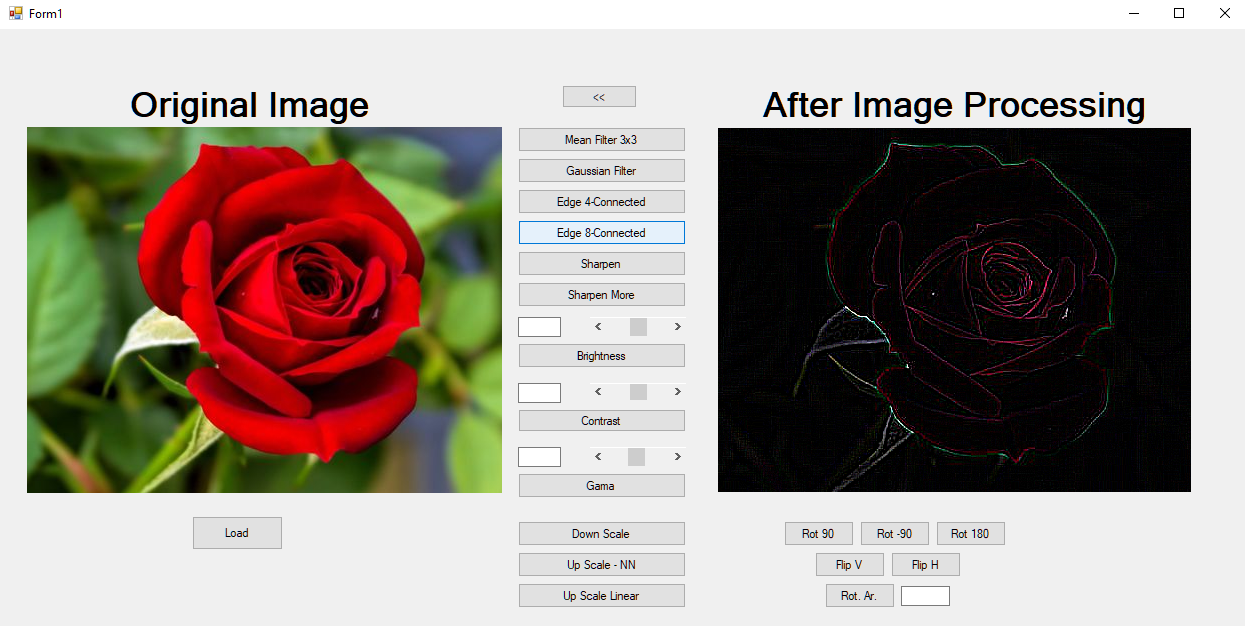 Form1
Original Image
<<
After Image Processing
Mean Filter 3x3
Gaussian Filter
Edge 4-Connected
Edge 8-Connected
Sharpen
Sharpen More
Brightness
Contrast
Gama
Load
Down Scale
Up Scale - NN
Up Scale Linear
Rot 90 Rot -90 Rot 180
Flip V Flip H
Rot. Ar.